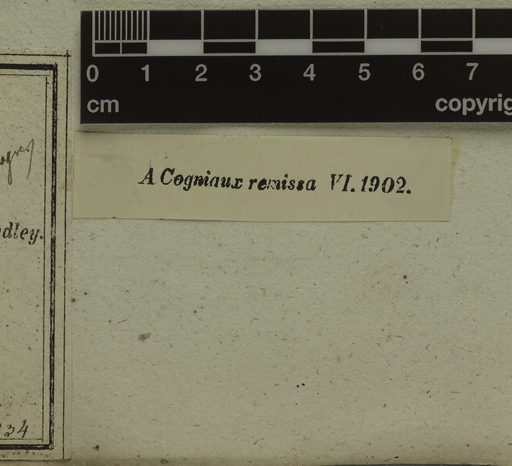 0 1 2 3 4 5 6 7
cm copyrig
A Cogniaux remissa VI. 1902.
dley.
34